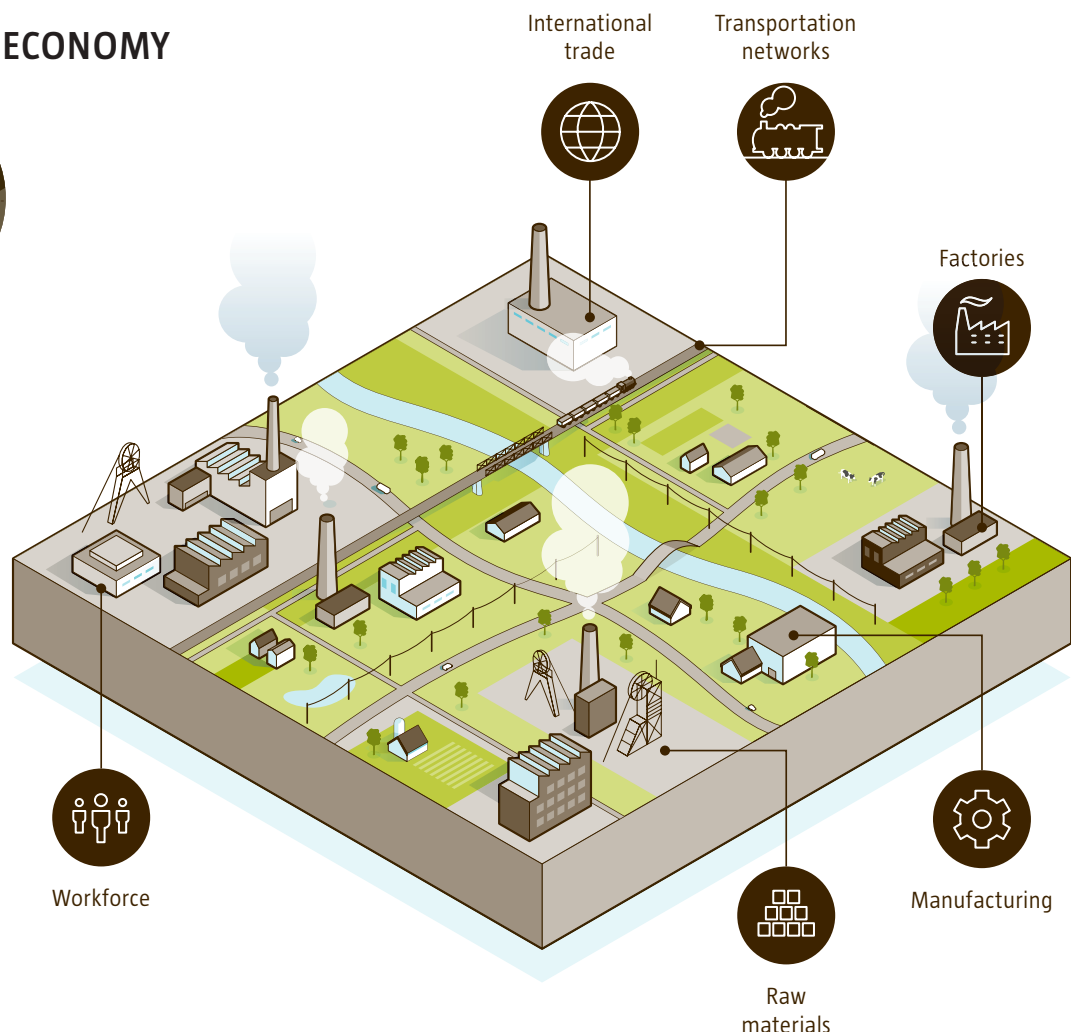 ECONOMY
International
trade
Transportation
networks
Factories
Workforce
Manufacturing
Raw
materials